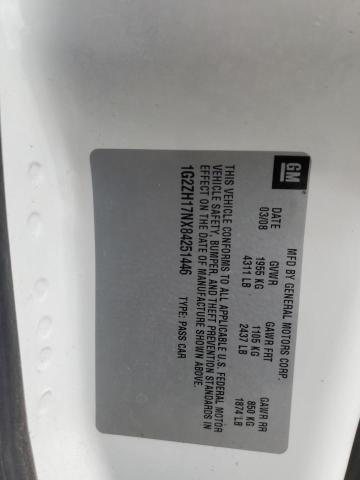 GM
MFD BY GENERAL MOTORS CORP.
DATE GVWR GAWR FRT GAWR RR
03/08 1955 KG 1105 KG 850 KG
4311 LB 2437 LB 1874 LB
THIS VEHICLE CONFORMS TO ALL APPLICABLE U.S. FEDERAL MOTOR
VEHICLE SAFETY, BUMPER, AND THEFT PREVENTION STANDARDS IN
EFFECT ON THE DATE OF MANUFACTURE SHOWN ABOVE.
1G2ZH17NX84251446 TYPE: PASS CAR